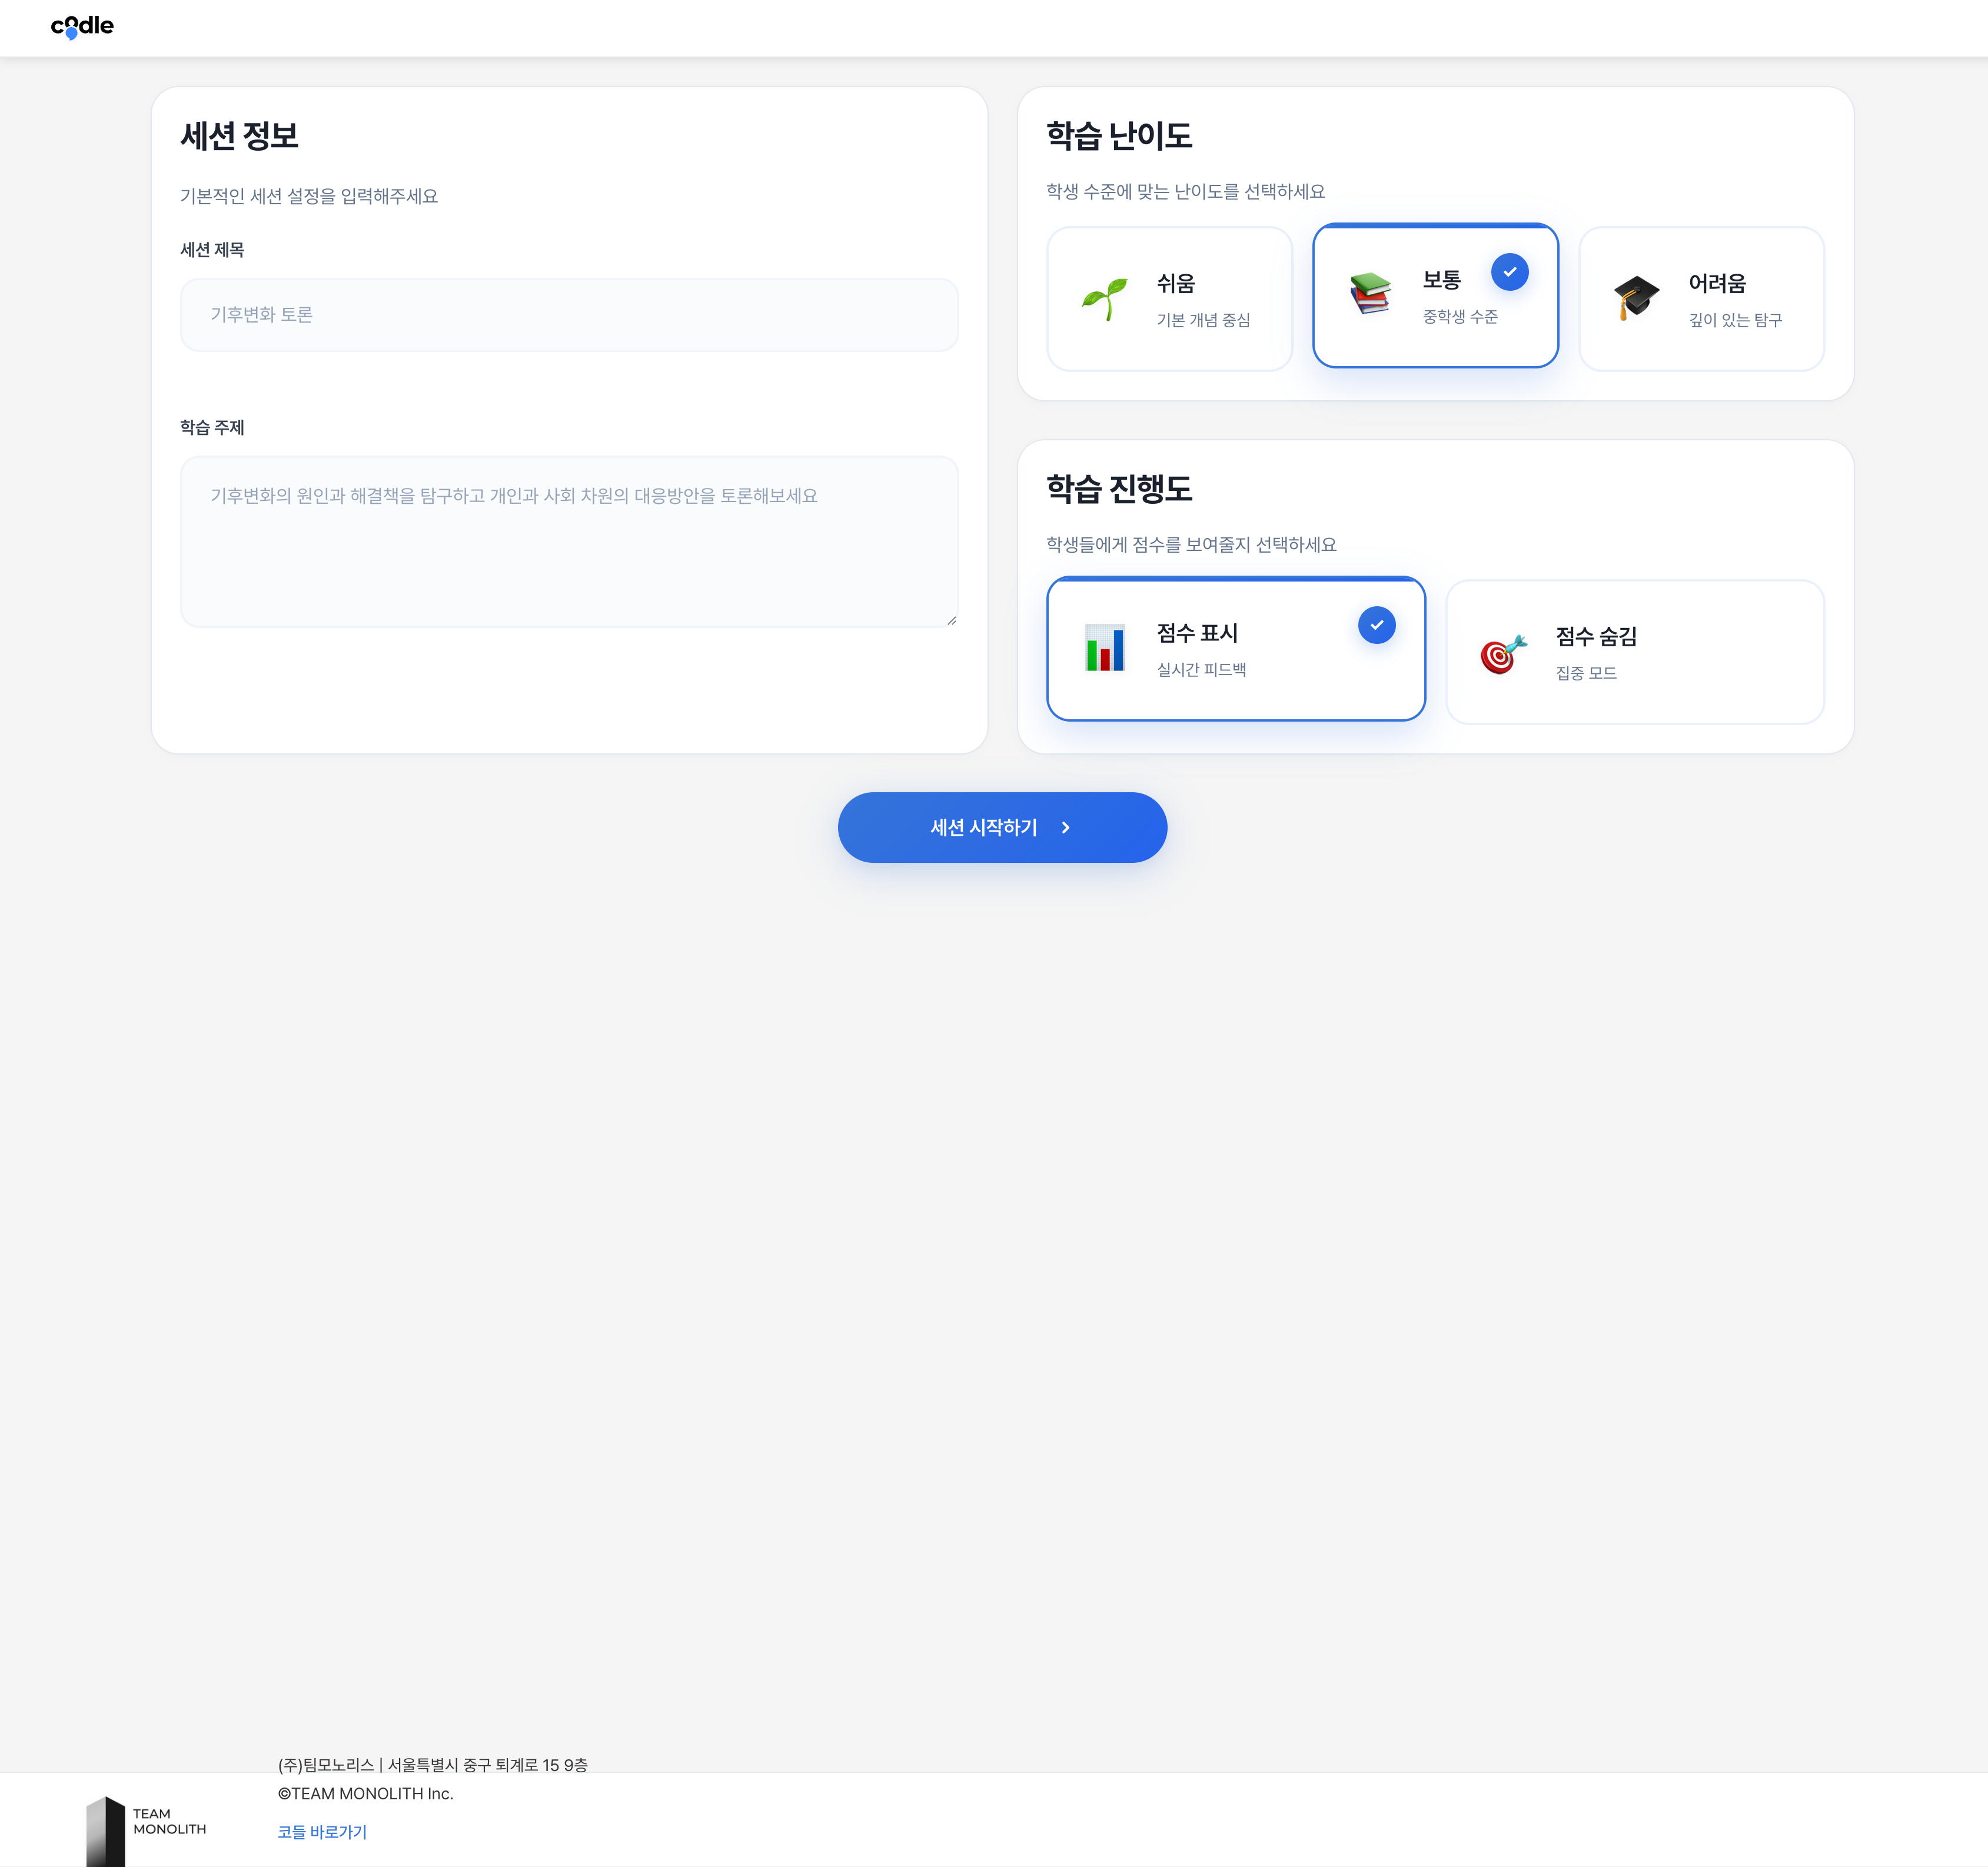 codle
세션 정보
기본적인 세션 설정을 입력해주세요
세션 제목
기후변화 토론
학습 주제
기후변화의 원인과 해결책을 탐구하고 개인과 사회 차원의 대응방안을 토론해보세요
학습 난이도
학생 수준에 맞는 난이도를 선택하세요
쉬움
기본 개념 중심
보통
중학생 수준
어려움
깊이 있는 탐구
학습 진행도
학생들에게 점수를 보여줄지 선택하세요
점수 표시
실시간 피드백
점수 숨김
집중 모드
세션 시작하기
TEAM
MONOLITH
(주)팀모노리스 | 서울특별시 중구 퇴계로 15 9층
©TEAM MONOLITH Inc.
코들 바로가기